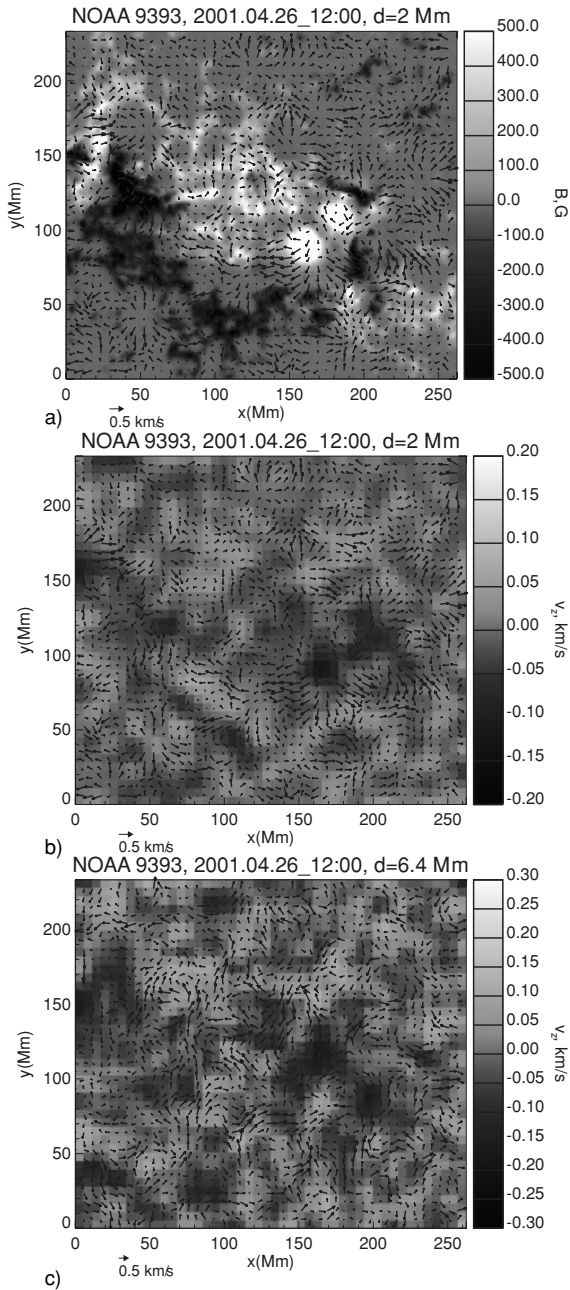 NOAA 9393, 2001.04.26_12:00, d=2 Mm
500.0
400.0
300.0
200.0
100.0
0.0
-100.0
-200.0
-300.0
-400.0
-500.0
B,G
200
150
100
50
0
y(Mm)
0 50 100 150 200 250
x(Mm)
0.5 km/s
a)
NOAA 9393, 2001.04.26_12:00, d=2 Mm
0.20
0.15
0.10
0.05
0.00
-0.05
-0.10
-0.15
-0.20
v_z, km/s
200
150
100
50
0
y(Mm)
0 50 100 150 200 250
x(Mm)
0.5 km/s
b)
NOAA 9393, 2001.04.26_12:00, d=6.4 Mm
0.30
0.25
0.20
0.15
0.10
0.05
0.00
-0.05
-0.10
-0.15
-0.20
-0.25
-0.30
v_z, km/s
200
150
100
50
0
y(Mm)
0 50 100 150 200 250
x(Mm)
0.5 km/s
c)